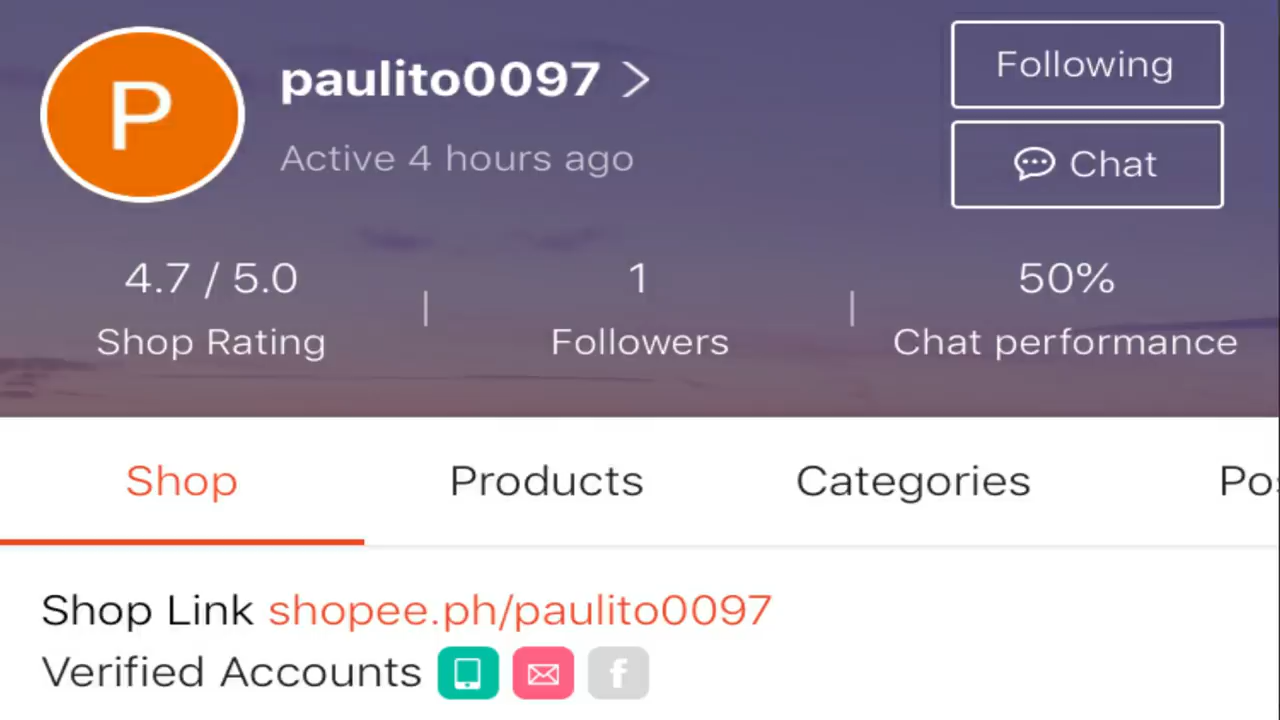 P
paulito0097 >
Active 4 hours ago
Following
Chat
4.7 / 5.0
Shop Rating
1
Followers
50%
Chat performance
Shop
Products
Categories
Shop Link shopee.ph/paulito0097
Verified Accounts f